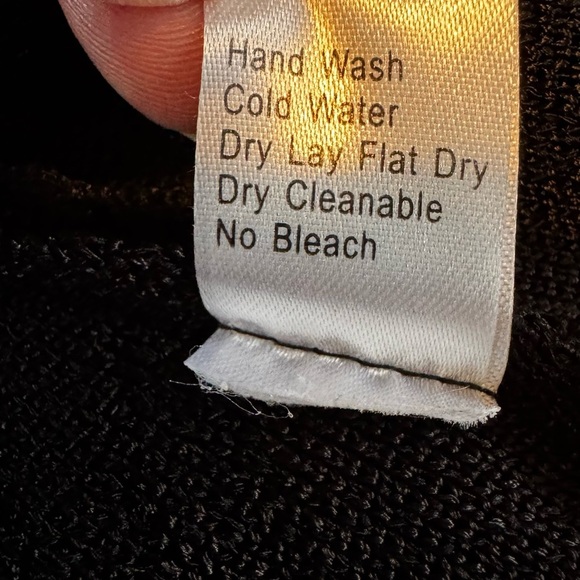 Hand Wash
Cold Water
Dry Lay Flat Dry
Dry Cleanable
No Bleach